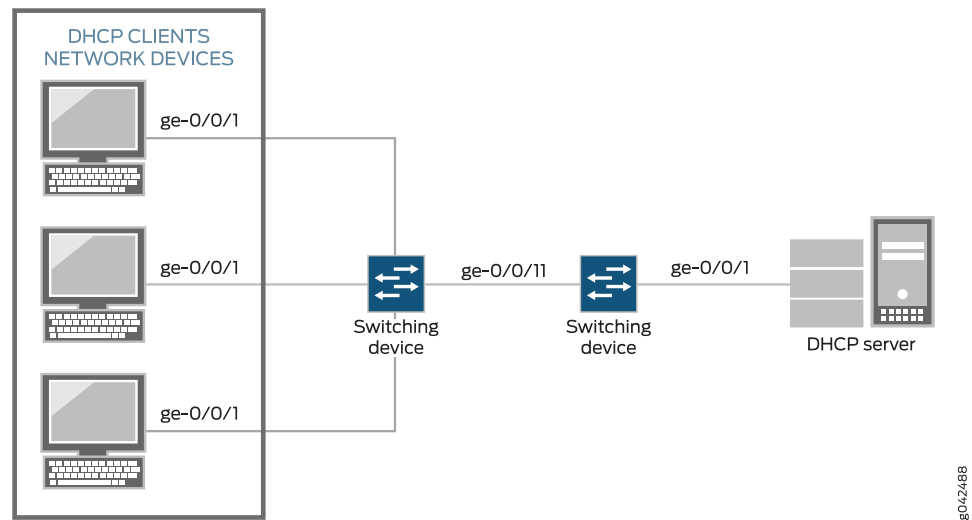 DHCP CLIENTS
NETWORK DEVICES
ge-0/0/1
ge-0/0/1
ge-0/0/1
Switching
device
ge-0/0/11
Switching
device
ge-0/0/1
DHCP server
g042488